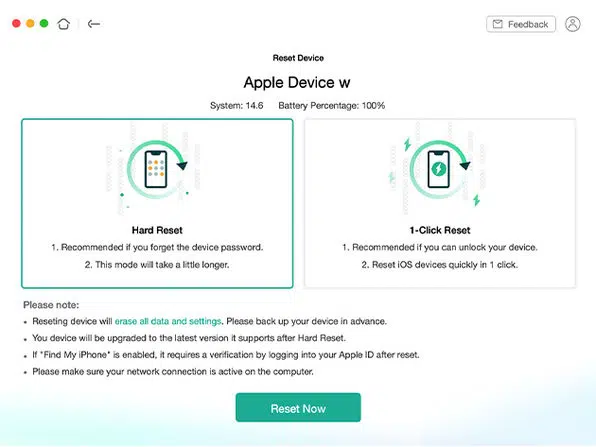 Feedback
Reset Device
Apple Device w
System: 14.6 Battery Percentage: 100%
Hard Reset
1. Recommended if you forget the device password.
2. This mode will take a little longer.
1-Click Reset
1. Recommended if you can unlock your device.
2. Reset iOS devices quickly in 1 click.
Please note:
• Resetting device will erase all data and settings. Please back up your device in advance.
• You device will be upgraded to the latest version it supports after Hard Reset.
• If "Find My iPhone" is enabled, it requires a verification by logging into your Apple ID after reset.
• Please make sure your network connection is active on the computer.
Reset Now